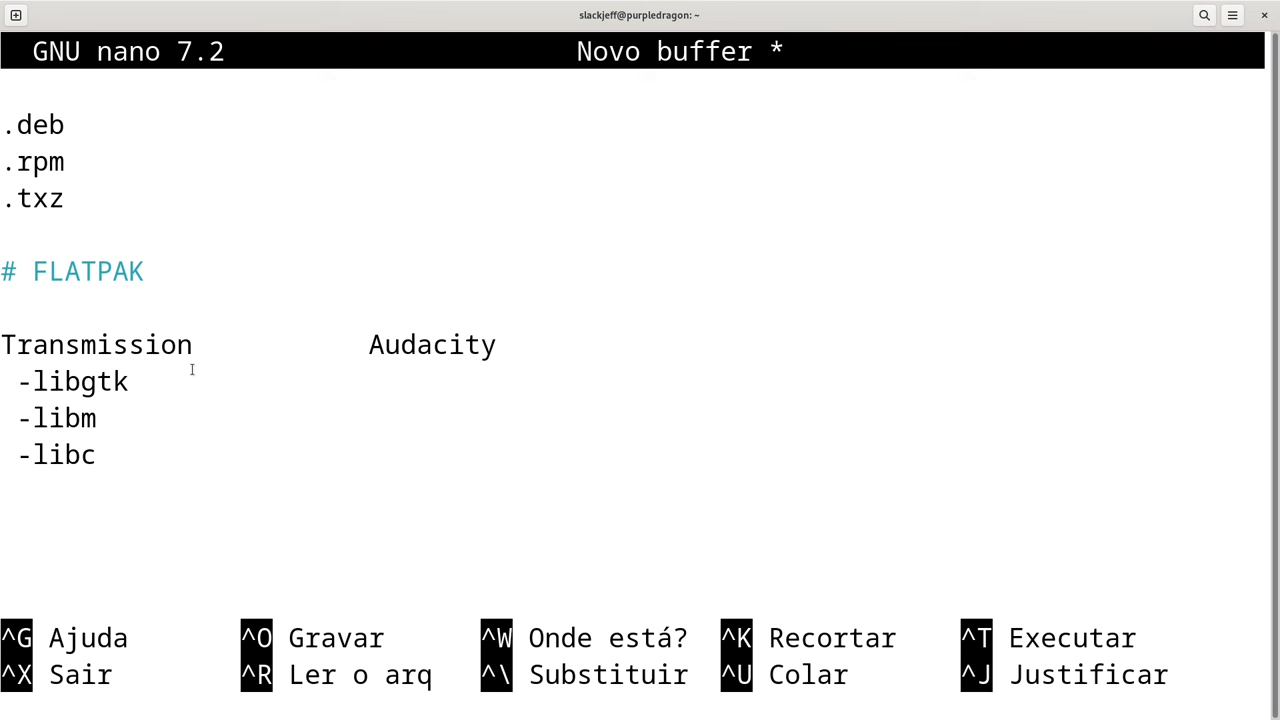 slackjeff@purpledragon: ~
GNU nano 7.2 Novo buffer *
.deb
.rpm
.txz
# FLATPAK
Transmission Audacity
-libgtk
-libm
-libc
^G Ajuda ^O Gravar ^W Onde está? ^K Recortar ^T Executar
^X Sair ^R Ler o arq ^\ Substituir ^U Colar ^J Justificar